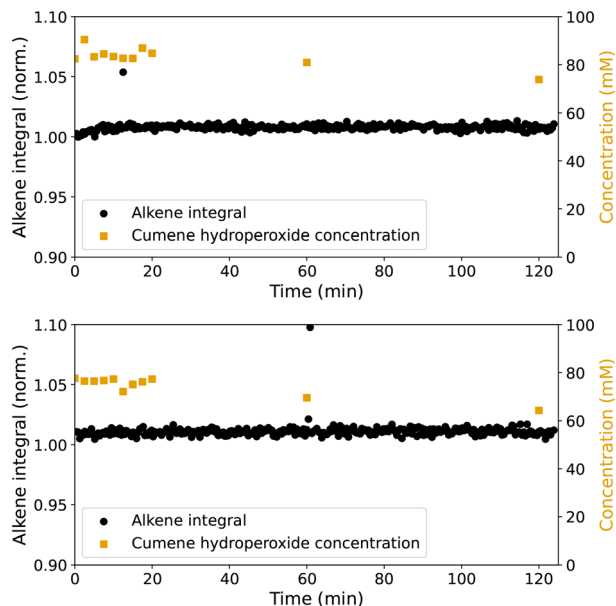 Alkene integral (norm.)
1.10
1.05
1.00
0.95
0.90
Alkene integral
Cumene hydroperoxide concentration
0 20 40 60 80 100 120
Time (min)
100
80
60
40
20
0
Concentration (mM)
Alkene integral (norm.)
1.10
1.05
1.00
0.95
0.90
Alkene integral
Cumene hydroperoxide concentration
0 20 40 60 80 100 120
Time (min)
100
80
60
40
20
0
Concentration (mM)